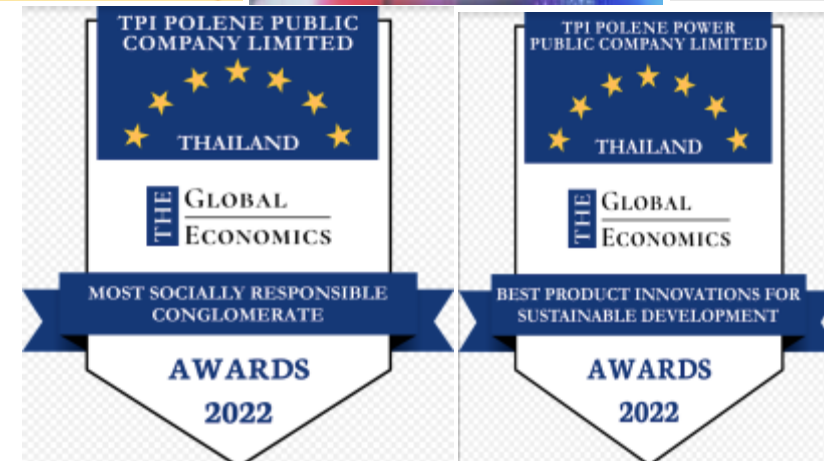 TPI POLENE PUBLIC
COMPANY LIMITED
THAILAND
THE GLOBAL
ECONOMICS
MOST SOCIALLY RESPONSIBLE
CONGLOMERATE
AWARDS
2022
TPI POLENE POWER
PUBLIC COMPANY LIMITED
THAILAND
THE GLOBAL
ECONOMICS
BEST PRODUCT INNOVATIONS FOR
SUSTAINABLE DEVELOPMENT
AWARDS
2022